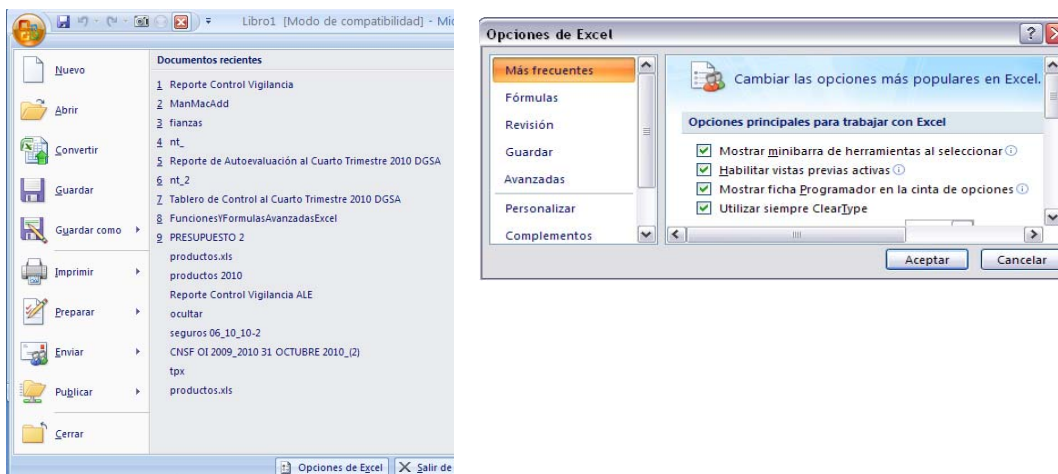 Libro1 [Modo de compatibilidad] - Mic
Nuevo
Abrir
Convertir
Guardar
Guardar como
Imprimir
Preparar
Enviar
Publicar
Cerrar
Documentos recientes
1 Reporte Control Vigilancia
2 ManMacAdd
3 fianzas
4 nt_
5 Reporte de Autoevaluación al Cuarto Trimestre 2010 DGSA
6 nt_2
7 Tablero de Control al Cuarto Trimestre 2010 DGSA
8 FuncionesYFormulasAvanzadasExcel
9 PRESUPUESTO 2
productos.xls
productos 2010
Reporte Control Vigilancia ALE
ocultar
seguros 06_10_10-2
CNSF OI 2009_2010 31 OCTUBRE 2010_(2)
tpx
productos.xls
Opciones de Excel
Salir de
Opciones de Excel
Más frecuentes
Fórmulas
Revisión
Guardar
Avanzadas
Personalizar
Complementos
Cambiar las opciones más populares en Excel.
Opciones principales para trabajar con Excel
Mostrar minibarra de herramientas al seleccionar
Habilitar vistas previas activas
Mostrar ficha Programador en la cinta de opciones
Utilizar siempre ClearType
Aceptar
Cancelar